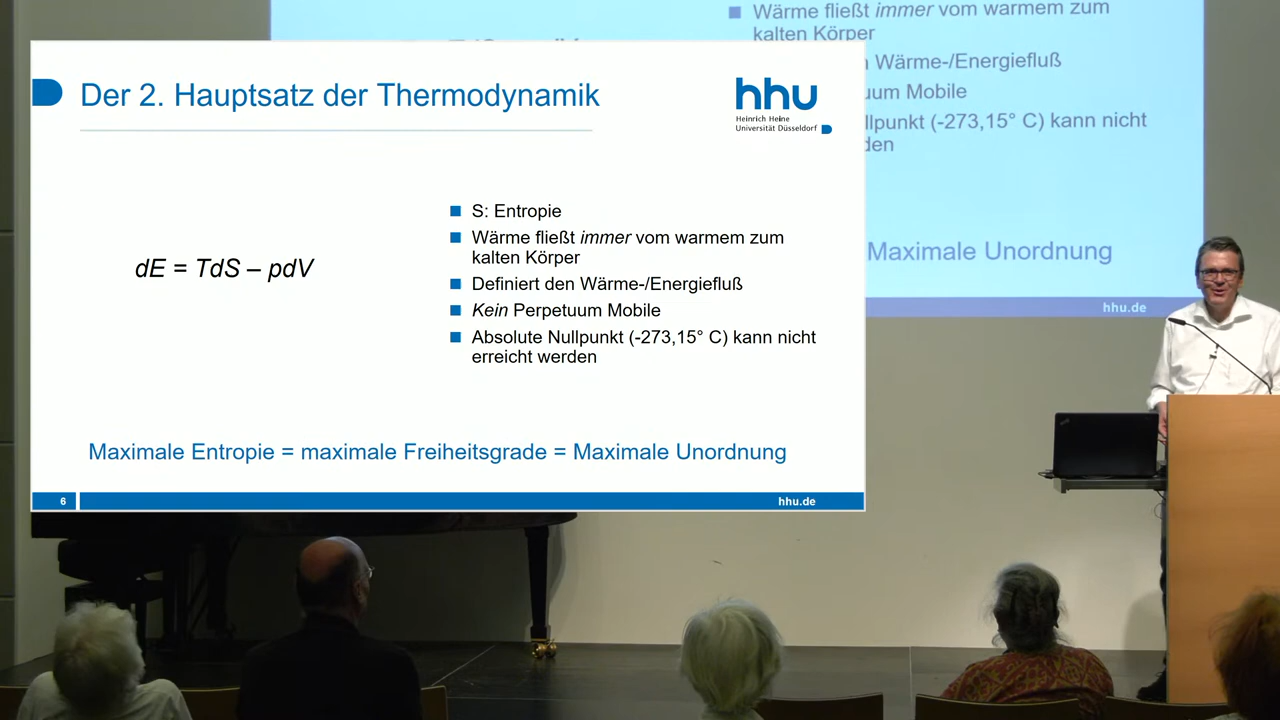 Der 2. Hauptsatz der Thermodynamik
hhu
Heinrich Heine
Universität Düsseldorf
dE = TdS – pdV
S: Entropie
Wärme fließt immer vom warmem zum
kalten Körper
Definiert den Wärme-/Energiefluß
Kein Perpetuum Mobile
Absolute Nullpunkt (-273,15° C) kann nicht
erreicht werden
Maximale Entropie = maximale Freiheitsgrade = Maximale Unordnung
6
hhu.de
Wärme fließt immer vom warmem zum
kalten Körper
Wärme-/Energiefluß
Mobile
(-273,15° C) kann nicht
Maximale Unordnung
hhu.de